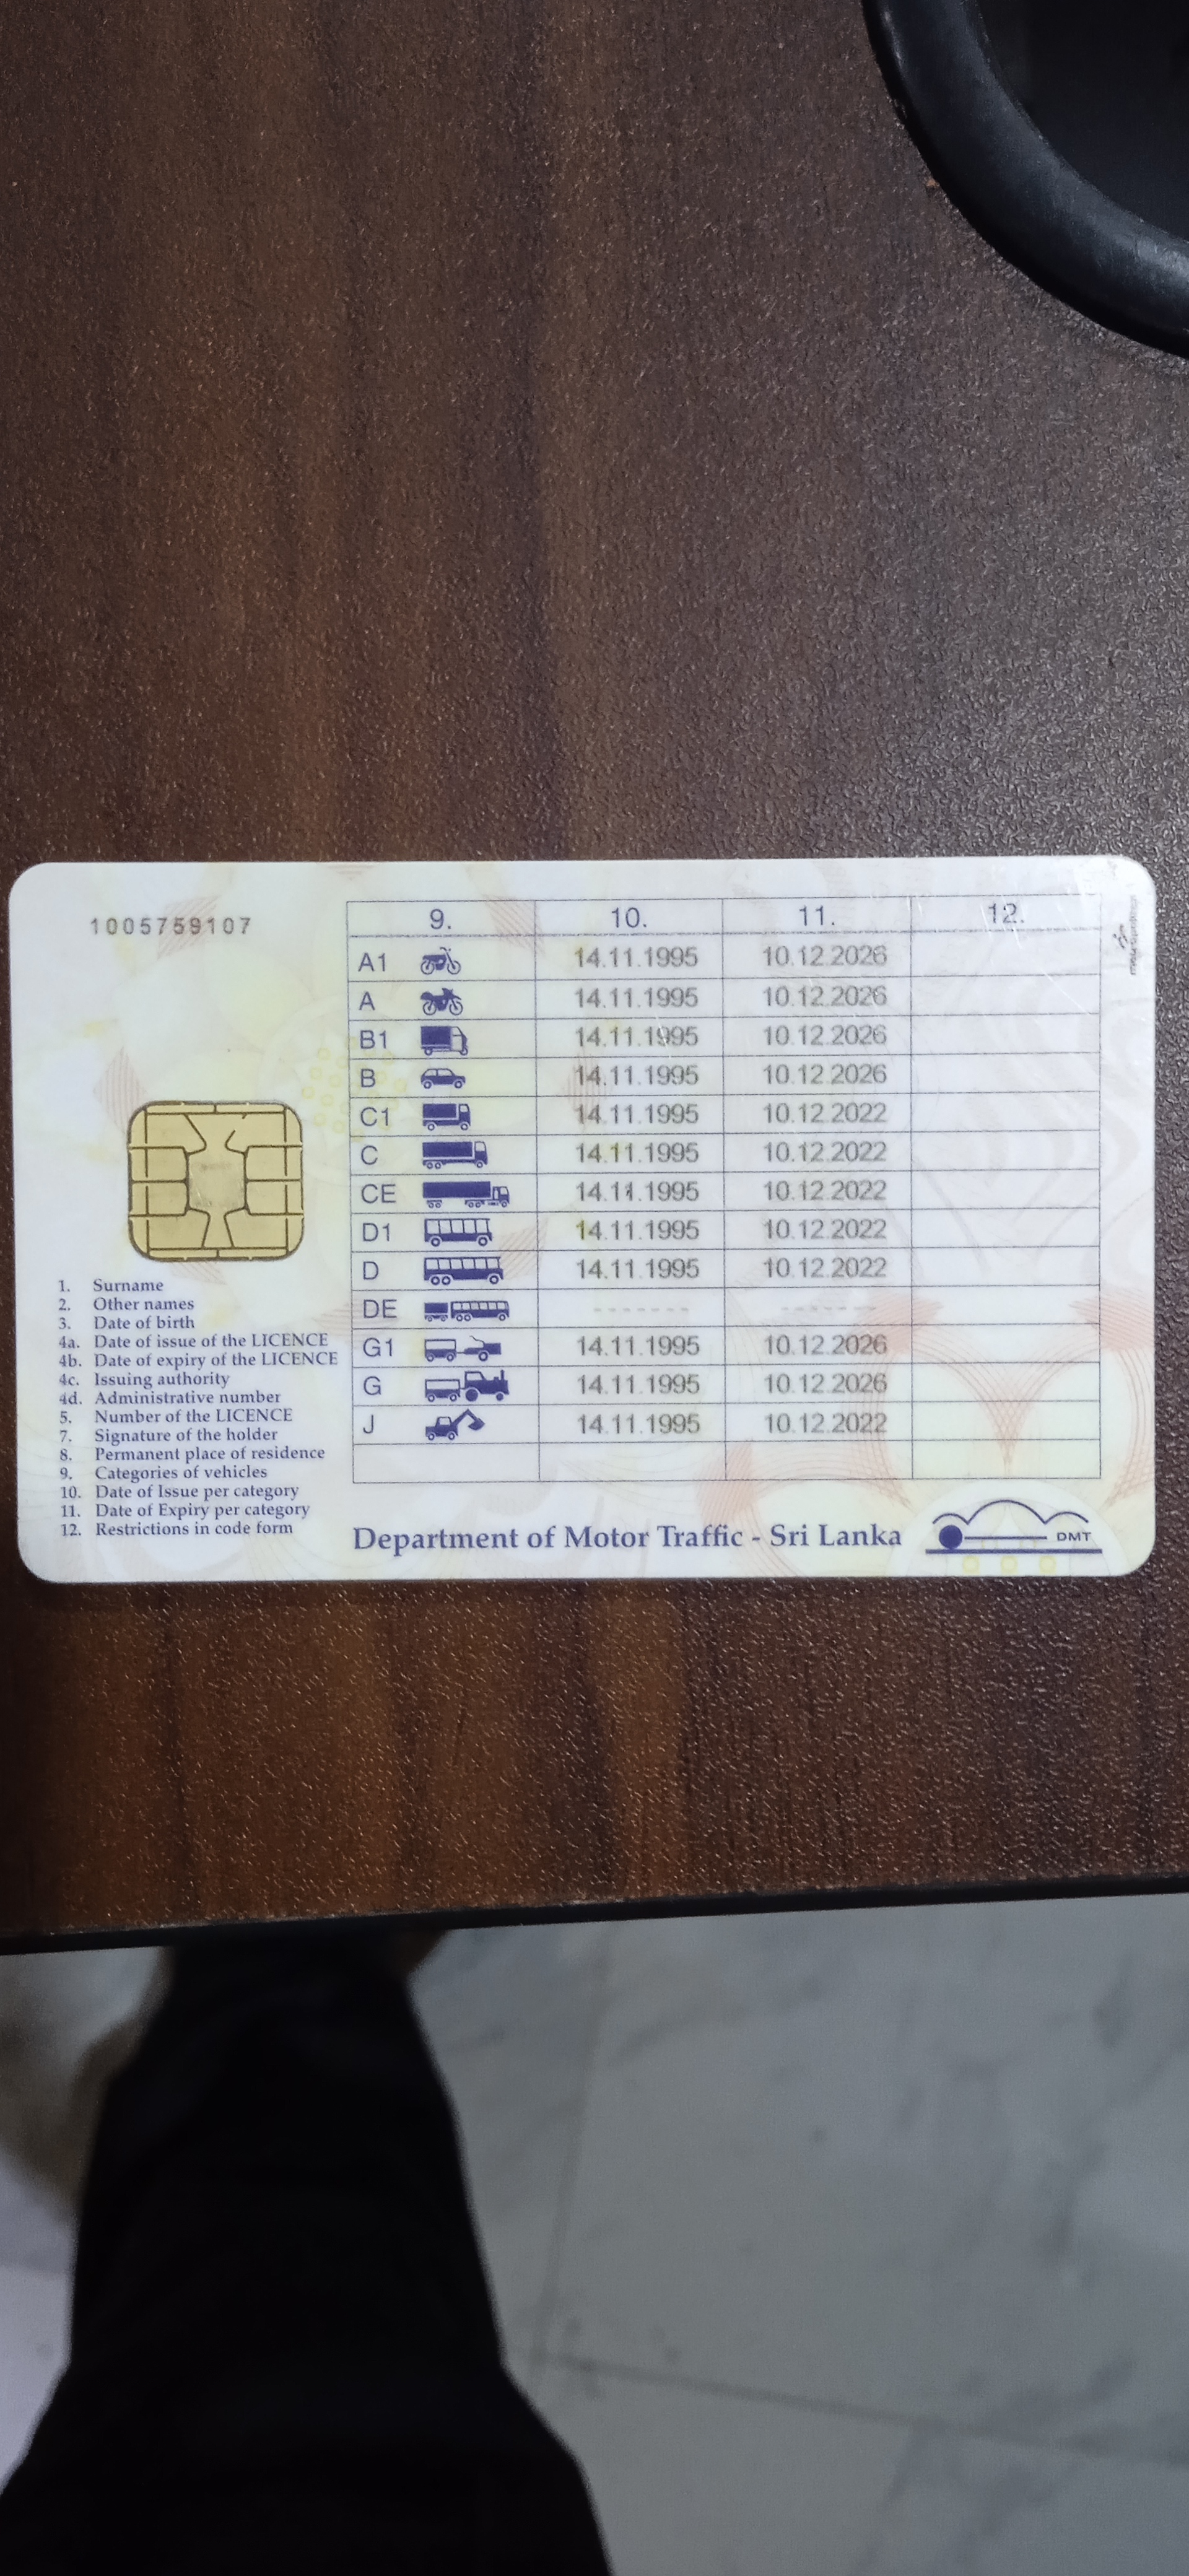 1005759107
9. 10. 11. 12.
A1 14.11.1995 10.12.2026
A 14.11.1995 10.12.2026
B1 14.11.1995 10.12.2026
B 14.11.1995 10.12.2026
C1 14.11.1995 10.12.2022
C 14.11.1995 10.12.2022
CE 14.11.1995 10.12.2022
D1 14.11.1995 10.12.2022
D 14.11.1995 10.12.2022
DE ------- -------
G1 14.11.1995 10.12.2026
G 14.11.1995 10.12.2026
J 14.11.1995 10.12.2022
1. Surname
2. Other names
3. Date of birth
4a. Date of issue of the LICENCE
4b. Date of expiry of the LICENCE
4c. Issuing authority
4d. Administrative number
5. Number of the LICENCE
7. Signature of the holder
8. Permanent place of residence
9. Categories of vehicles
10. Date of Issue per category
11. Date of Expiry per category
12. Restrictions in code form
Department of Motor Traffic - Sri Lanka
DMT